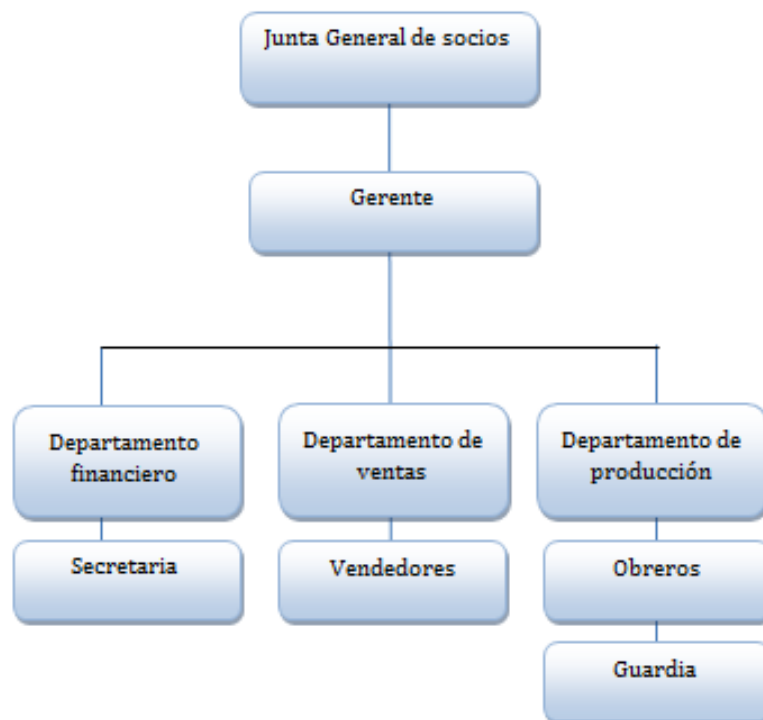 Junta General de socios
Gerente
Departamento
financiero
Departamento de
ventas
Departamento de
producción
Secretaria
Vendedores
Obreros
Guardia